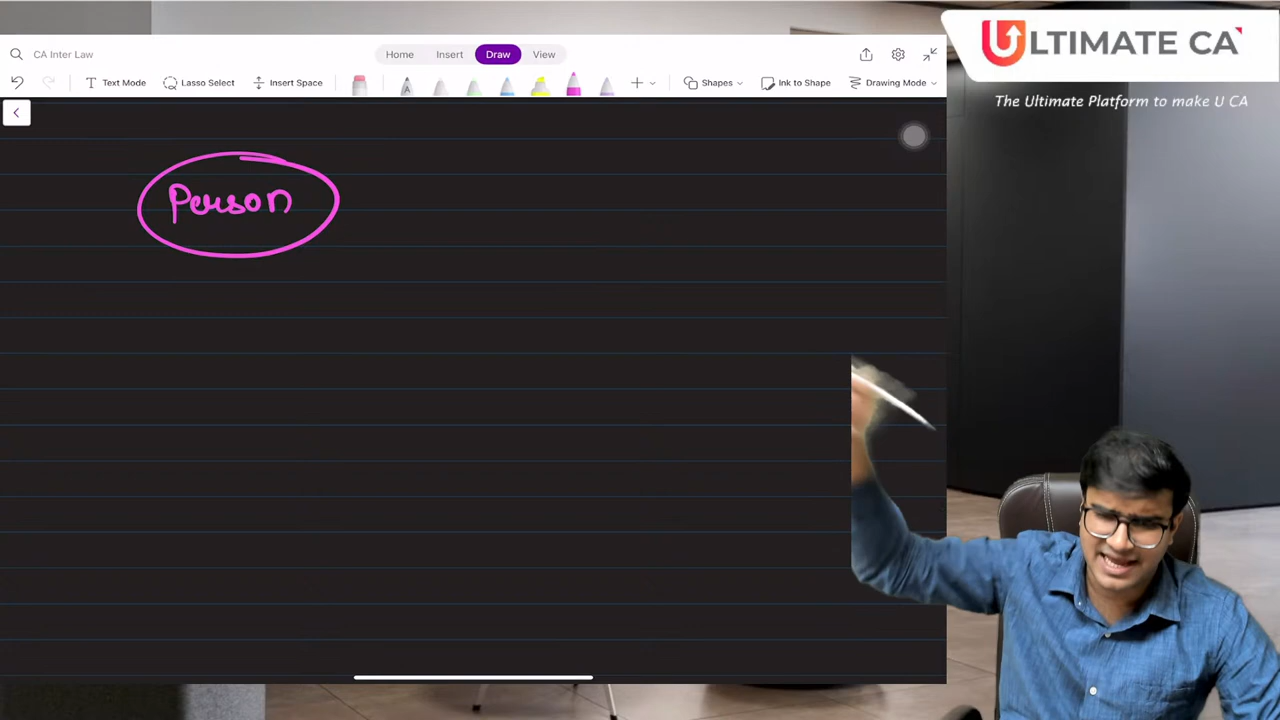 ULTIMATE CA
The Ultimate Platform to make U CA
CA Inter Law
Home Insert Draw View
Text Mode Lasso Select Insert Space Shapes Ink to Shape Drawing Mode
Person